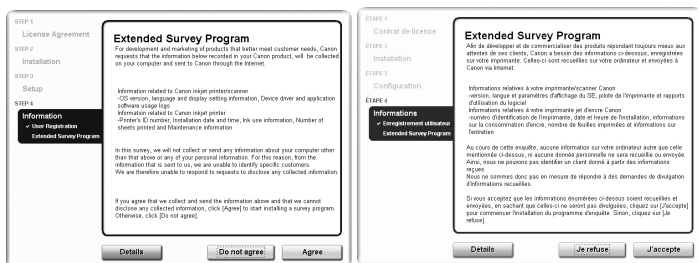 STEP 1
License Agreement
STEP 2
Installation
STEP 3
Setup
STEP 4
Information
✓ User Registration
Extended Survey Program
Extended Survey Program
For development and marketing of products that better meet customer needs, Canon
requests that the information below recorded in your Canon product, will be collected
on your computer and sent to Canon through the Internet.
Information related to Canon inkjet printer/scanner
-OS version, language and display setting information, Device driver and application
software usage logs
Information related to Canon inkjet printer
-Printer's ID number, Installation date and time, Ink use information, Number of
sheets printed and Maintenance information
In this survey, we will not collect or send any information about your computer other
than that above or any of your personal information. For this reason, from the
information that is sent to us, we are unable to identify specific customers.
We are therefore unable to respond to requests to disclose any collected information.
If you agree that we collect and send the information above and that we cannot
disclose any collected information, click [Agree] to start installing a survey program.
Otherwise, click [Do not agree].
Details
Do not agree
Agree
ÉTAPE 1
Contrat de licence
ÉTAPE 2
Installation
ÉTAPE 3
Configuration
ÉTAPE 4
Informations
✓ Enregistrement utilisateur
Extended Survey Program
Extended Survey Program
Afin de développer et de commercialiser des produits répondant toujours mieux aux
attentes de ses clients, Canon a besoin des informations ci-dessous, enregistrées
sur votre imprimante. Celles-ci sont recueillies sur votre ordinateur et envoyées à
Canon via Internet.
Informations relatives à votre imprimante/scanner Canon
-version, langue et paramètres d'affichage du SE, pilote de l'imprimante et rapports
d'utilisation du logiciel
Informations relatives à votre imprimante jet d'encre Canon
-numéro d'identification de l'imprimante, date et heure de l'installation, informations
sur la consommation d'encre, nombre de feuilles imprimées et informations sur
l'entretien
Au cours de cette enquête, aucune information sur votre ordinateur autre que celle
mentionnée ci-dessus, ni aucune donnée personnelle ne sera recueillie ou envoyée.
Ainsi, nous ne pouvons pas identifier un client donné à partir des informations
reçues.
Nous ne sommes donc pas en mesure de répondre à des demandes de divulgation
d'informations recueillies.
Si vous acceptez que les informations énumérées ci-dessus soient recueillies et
envoyées, en sachant que celles-ci ne seront pas divulguées, cliquez sur [J'accepte]
pour commencer l'installation du programme d'enquête. Sinon, cliquez sur [Je
refuse].
Détails
Je refuse
J'accepte